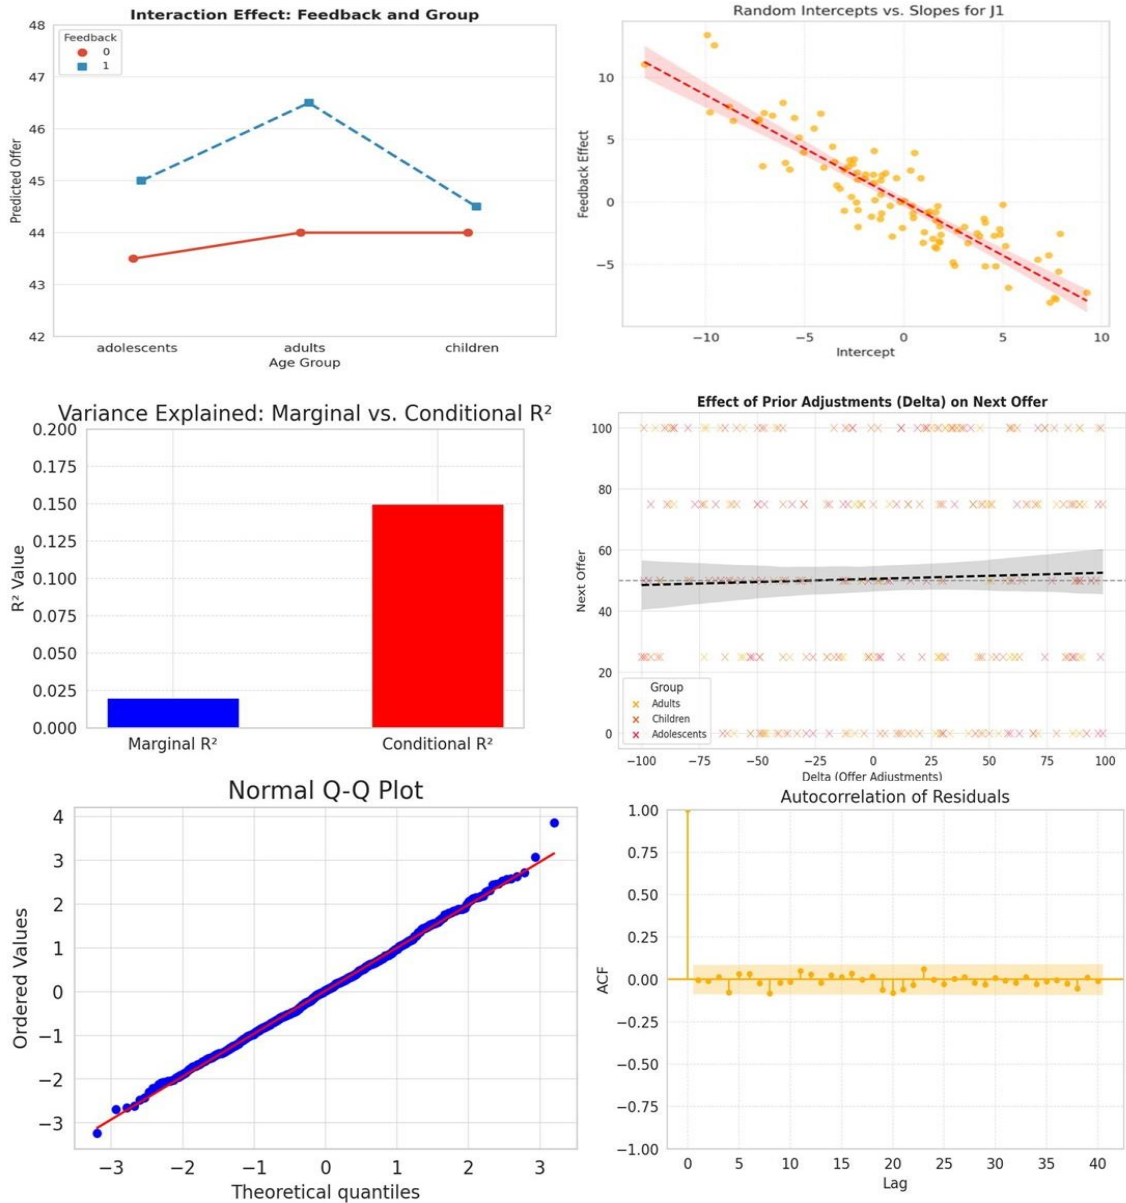 Interaction Effect: Feedback and Group
Predicted Offer
48
47
46
45
44
43
42
Feedback
0
1
adolescents adults children
Age Group
Random Intercepts vs. Slopes for J1
Feedback Effect
10
5
0
−5
−10 −5 0 5 10
Intercept
Variance Explained: Marginal vs. Conditional R²
R² Value
0.200
0.175
0.150
0.125
0.100
0.075
0.050
0.025
0.000
Marginal R² Conditional R²
Effect of Prior Adjustments (Delta) on Next Offer
Next Offer
100
80
60
40
20
0
Group
Adults
Children
Adolescents
−100 −75 −50 −25 0 25 50 75 100
Delta (Offer Adjustments)
Normal Q-Q Plot
Ordered Values
4
3
2
1
0
−1
−2
−3
−3 −2 −1 0 1 2 3
Theoretical quantiles
Autocorrelation of Residuals
ACF
1.00
0.75
0.50
0.25
0.00
−0.25
−0.50
−0.75
−1.00
0 5 10 15 20 25 30 35 40
Lag